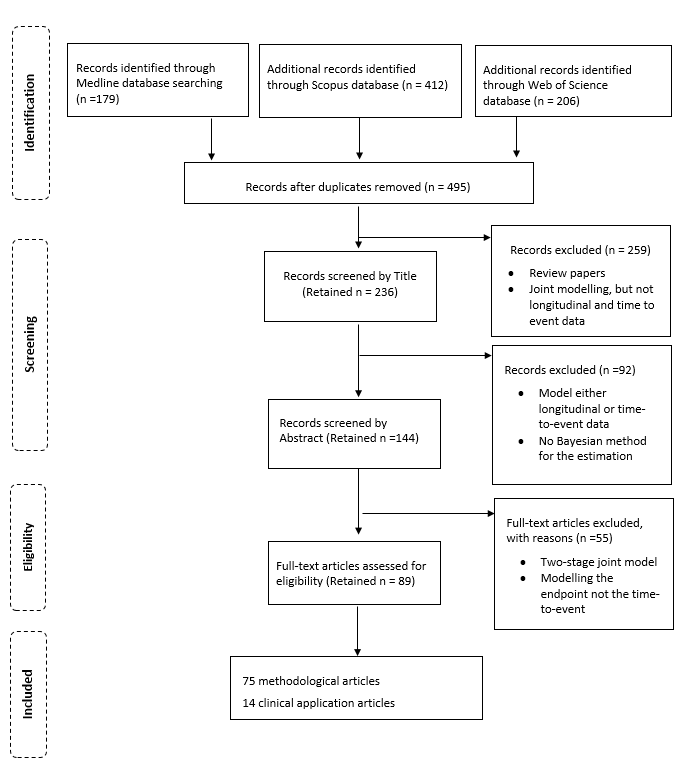 Identification
Records identified through
Medline database searching
(n =179)
Additional records identified
through Scopus database (n = 412)
Additional records identified
through Web of Science
database (n = 206)
Records after duplicates removed (n = 495)
Screening
Records screened by Title
(Retained n = 236)
Records excluded (n = 259)
● Review papers
● Joint modelling, but not
longitudinal and time to
event data
Records screened by
Abstract (Retained n =144)
Records excluded (n =92)
● Model either
longitudinal or time-
to-event data
● No Bayesian method
for the estimation
Eligibility
Full-text articles assessed for
eligibility (Retained n = 89)
Full-text articles excluded,
with reasons (n =55)
● Two-stage joint model
● Modelling the
endpoint not the time-
to-event
Included
75 methodological articles
14 clinical application articles